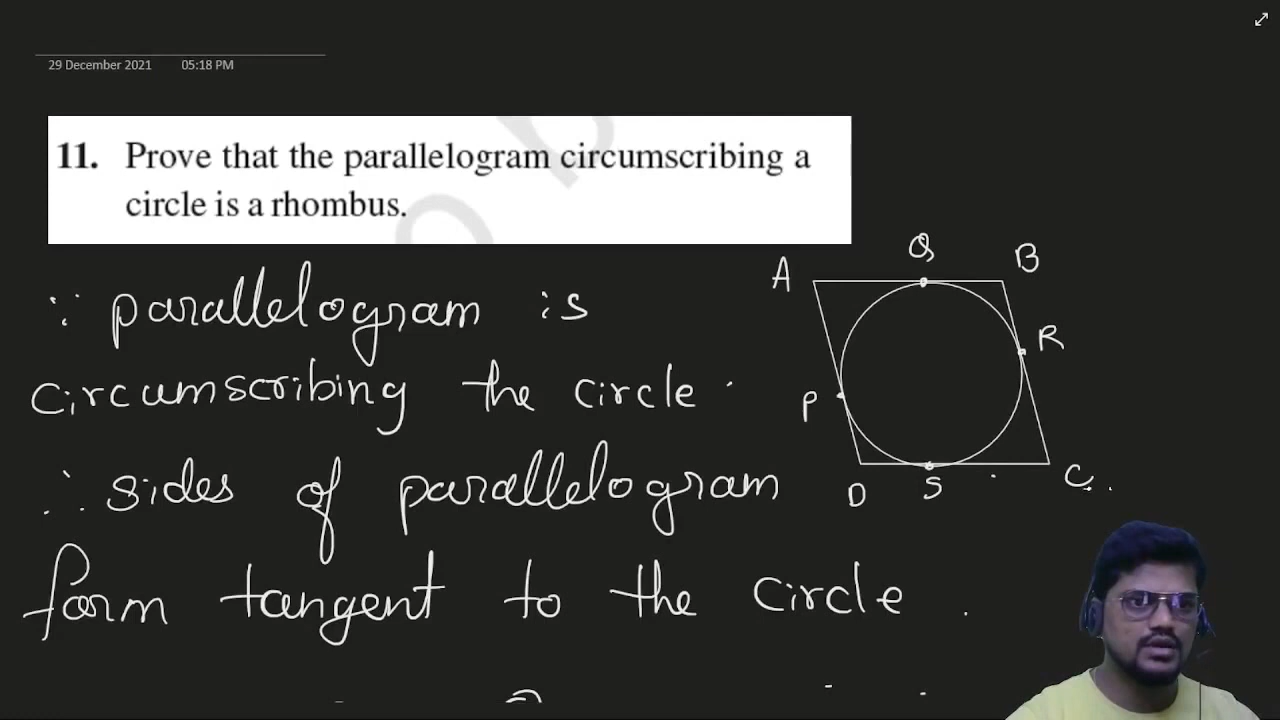 29 December 2021 05:18 PM
11. Prove that the parallelogram circumscribing a
circle is a rhombus.
∵ parallelogram is
circumscribing the circle.
∴ sides of parallelogram
form tangent to the circle.
A Q B
P R
D S C